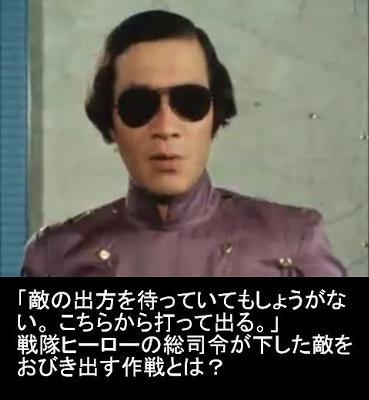 「敵の出方を待っていてもしょうがな
い。こちらから打って出る。」
戦隊ヒーローの総司令が下した敵を
おびき出す作戦とは？